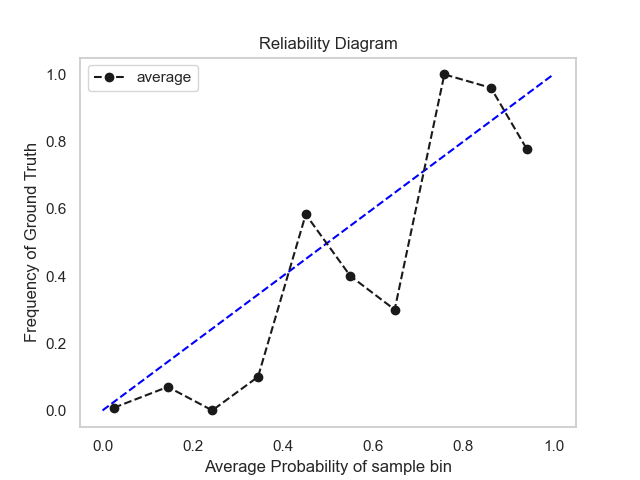 Reliability Diagram
average
Frequency of Ground Truth
1.0
0.8
0.6
0.4
0.2
0.0
0.0 0.2 0.4 0.6 0.8 1.0
Average Probability of sample bin